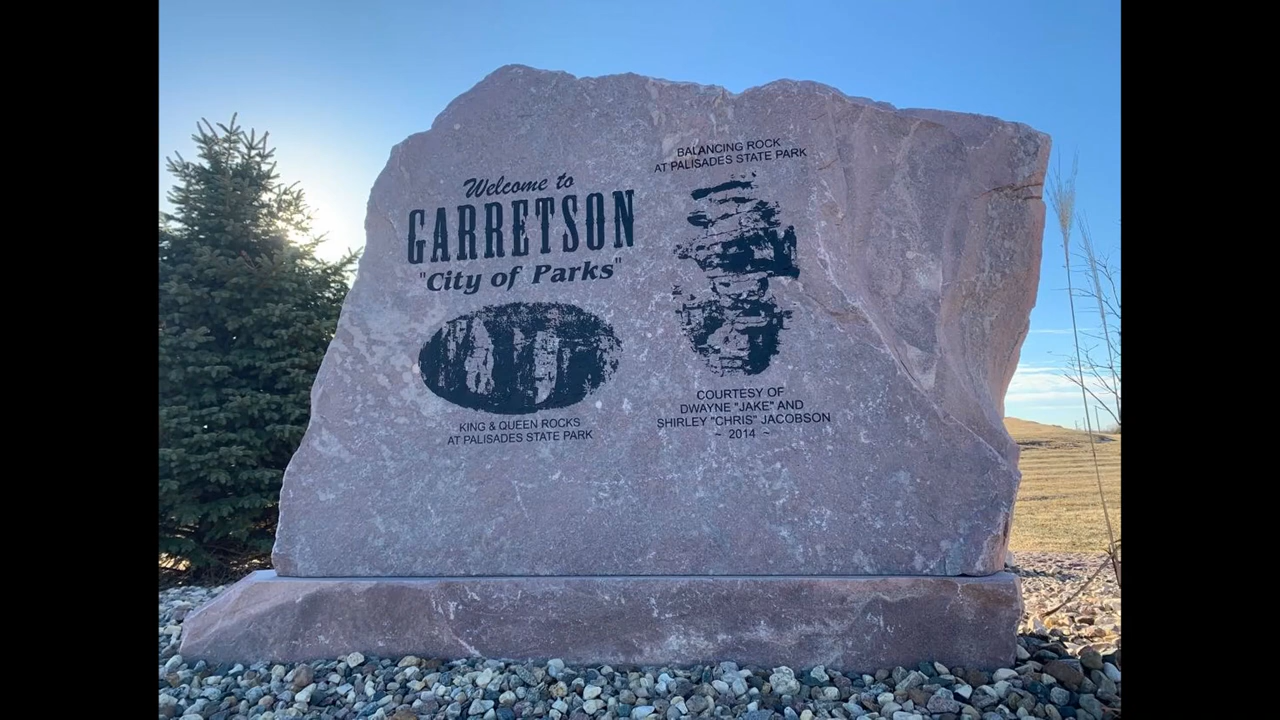 Welcome to
GARRETSON
"City of Parks"
KING & QUEEN ROCKS
AT PALISADES STATE PARK
BALANCING ROCK
AT PALISADES STATE PARK
COURTESY OF
DWAYNE "JAKE" AND
SHIRLEY "CHRIS" JACOBSON
~ 2014 ~